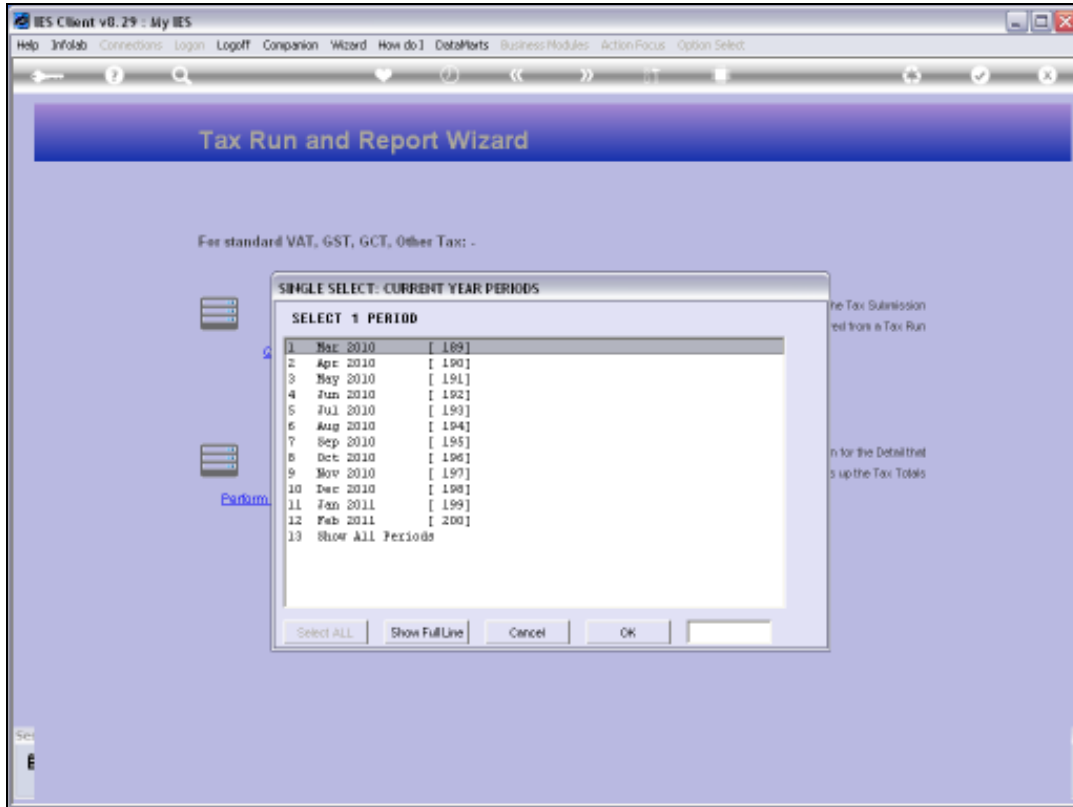 IES Client v8.29 : My IES
Help Infolab Connections Logon Logoff Companion Wizard How do I DataMarts Business Modules Action Focus Option Select
Tax Run and Report Wizard
For standard VAT, GST, GCT, Other Tax: -
SINGLE SELECT: CURRENT YEAR PERIODS
SELECT 1 PERIOD
he Tax Submission
red from a Tax Run
1 Mar 2010 [ 189]
2 Apr 2010 [ 190]
3 May 2010 [ 191]
4 Jun 2010 [ 192]
5 Jul 2010 [ 193]
6 Aug 2010 [ 194]
7 Sep 2010 [ 195]
8 Oct 2010 [ 196]
9 Nov 2010 [ 197]
10 Dec 2010 [ 198]
11 Jan 2011 [ 199]
12 Feb 2011 [ 200]
13 Show All Periods
n for the Detail that
s up the Tax Totals
Perform
Select ALL Show Full Line Cancel OK